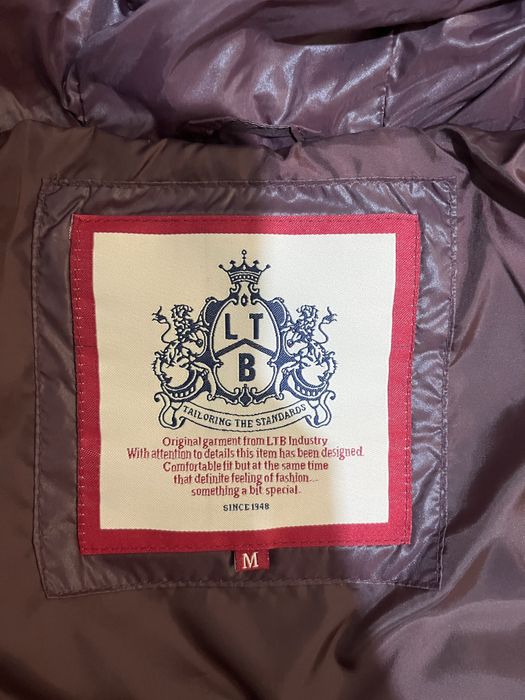 L T
B
TAILORING THE STANDARDS
Original garment from LTB Industry
With attention to details this item has been designed.
Comfortable fit but at the same time
that definite feeling of fashion...
something a bit special.
SINCE 1948
M